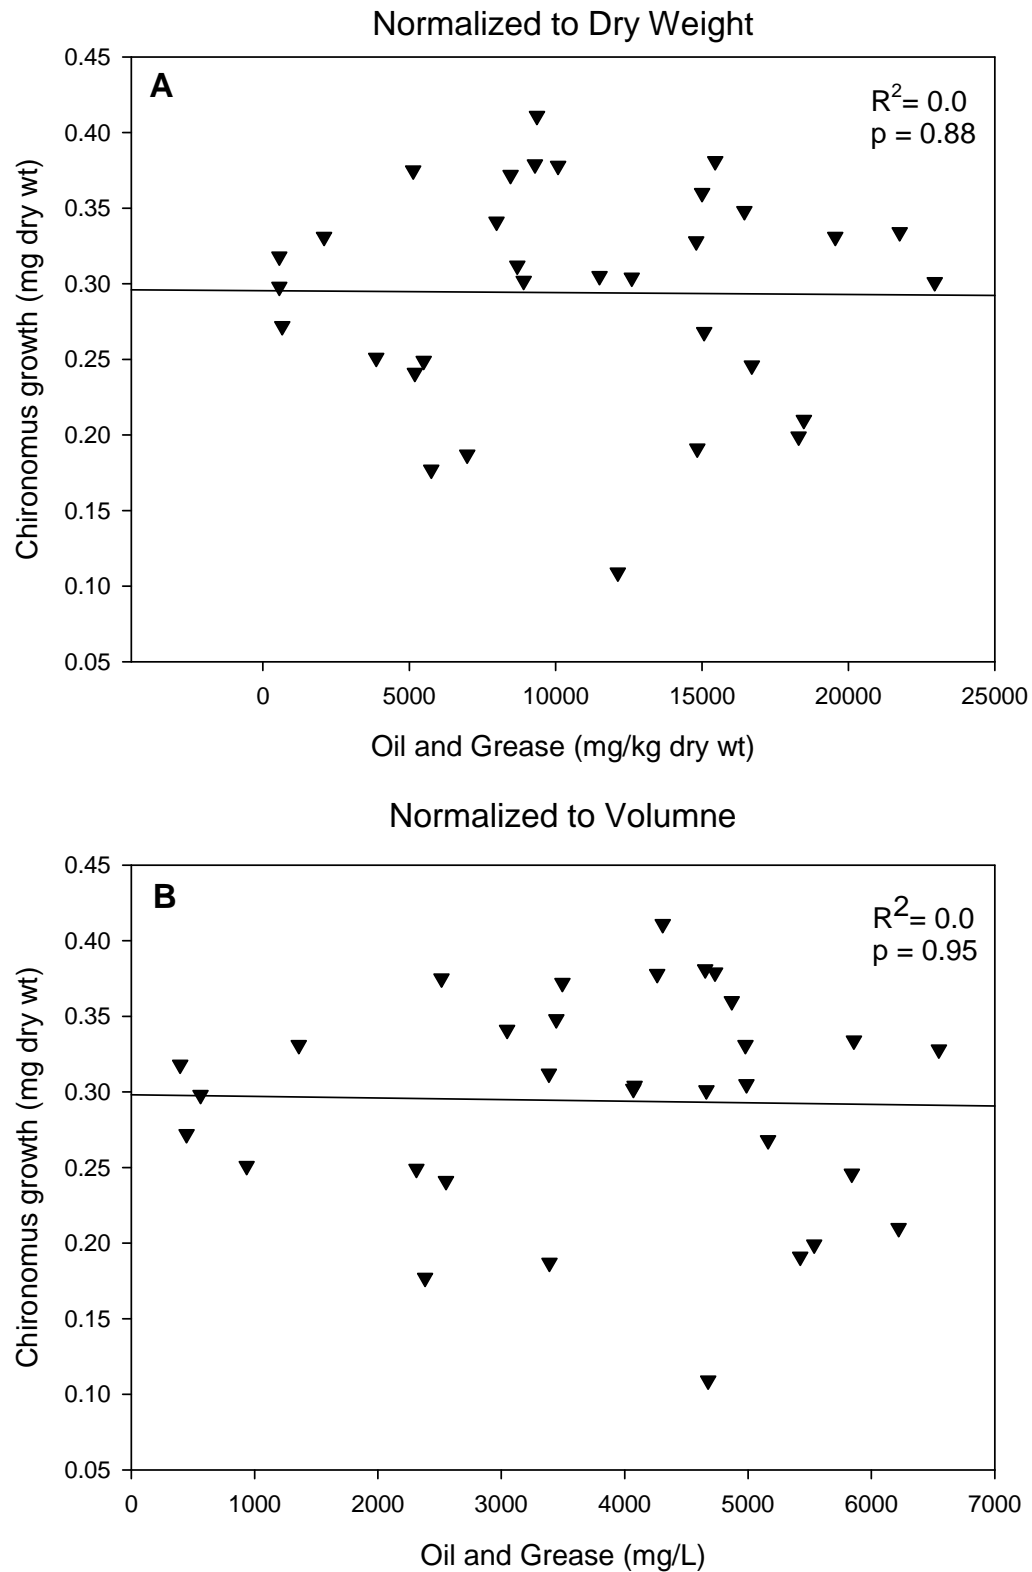 Normalized to Dry Weight
A
R²= 0.0
p = 0.88
Chironomus growth (mg dry wt)
0.45
0.40
0.35
0.30
0.25
0.20
0.15
0.10
0.05
0 5000 10000 15000 20000 25000
Oil and Grease (mg/kg dry wt)
Normalized to Volumne
B
R²= 0.0
p = 0.95
Chironomus growth (mg dry wt)
0.45
0.40
0.35
0.30
0.25
0.20
0.15
0.10
0.05
0 1000 2000 3000 4000 5000 6000 7000
Oil and Grease (mg/L)